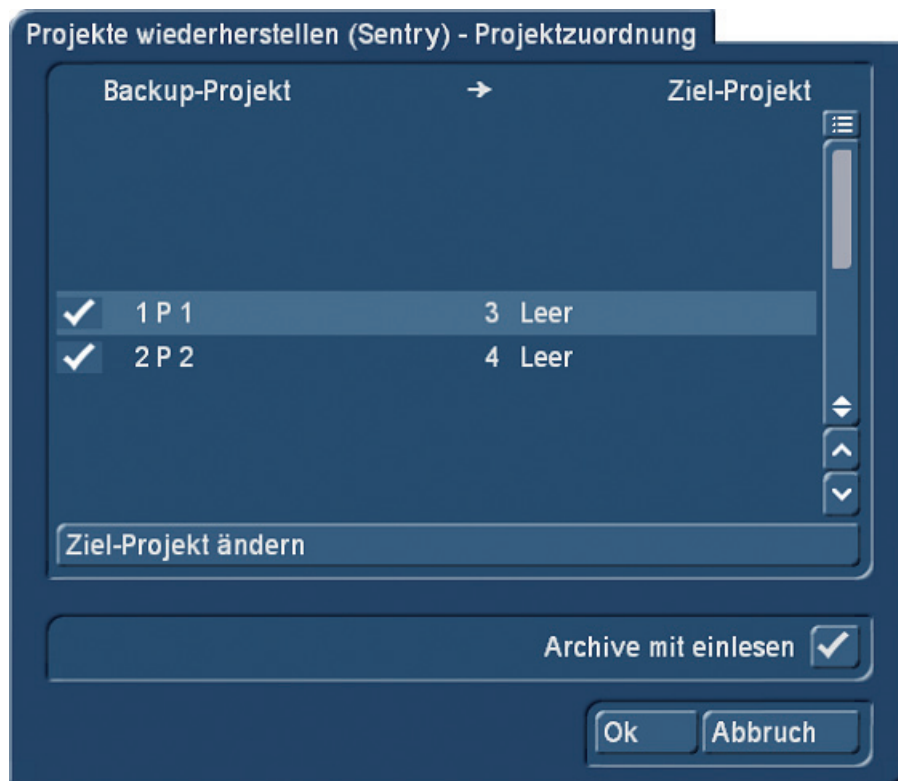 Projekte wiederherstellen (Sentry) - Projektzuordnung
Backup-Projekt → Ziel-Projekt
1 P 1 3 Leer
2 P 2 4 Leer
Ziel-Projekt ändern
Archive mit einlesen
Ok Abbruch